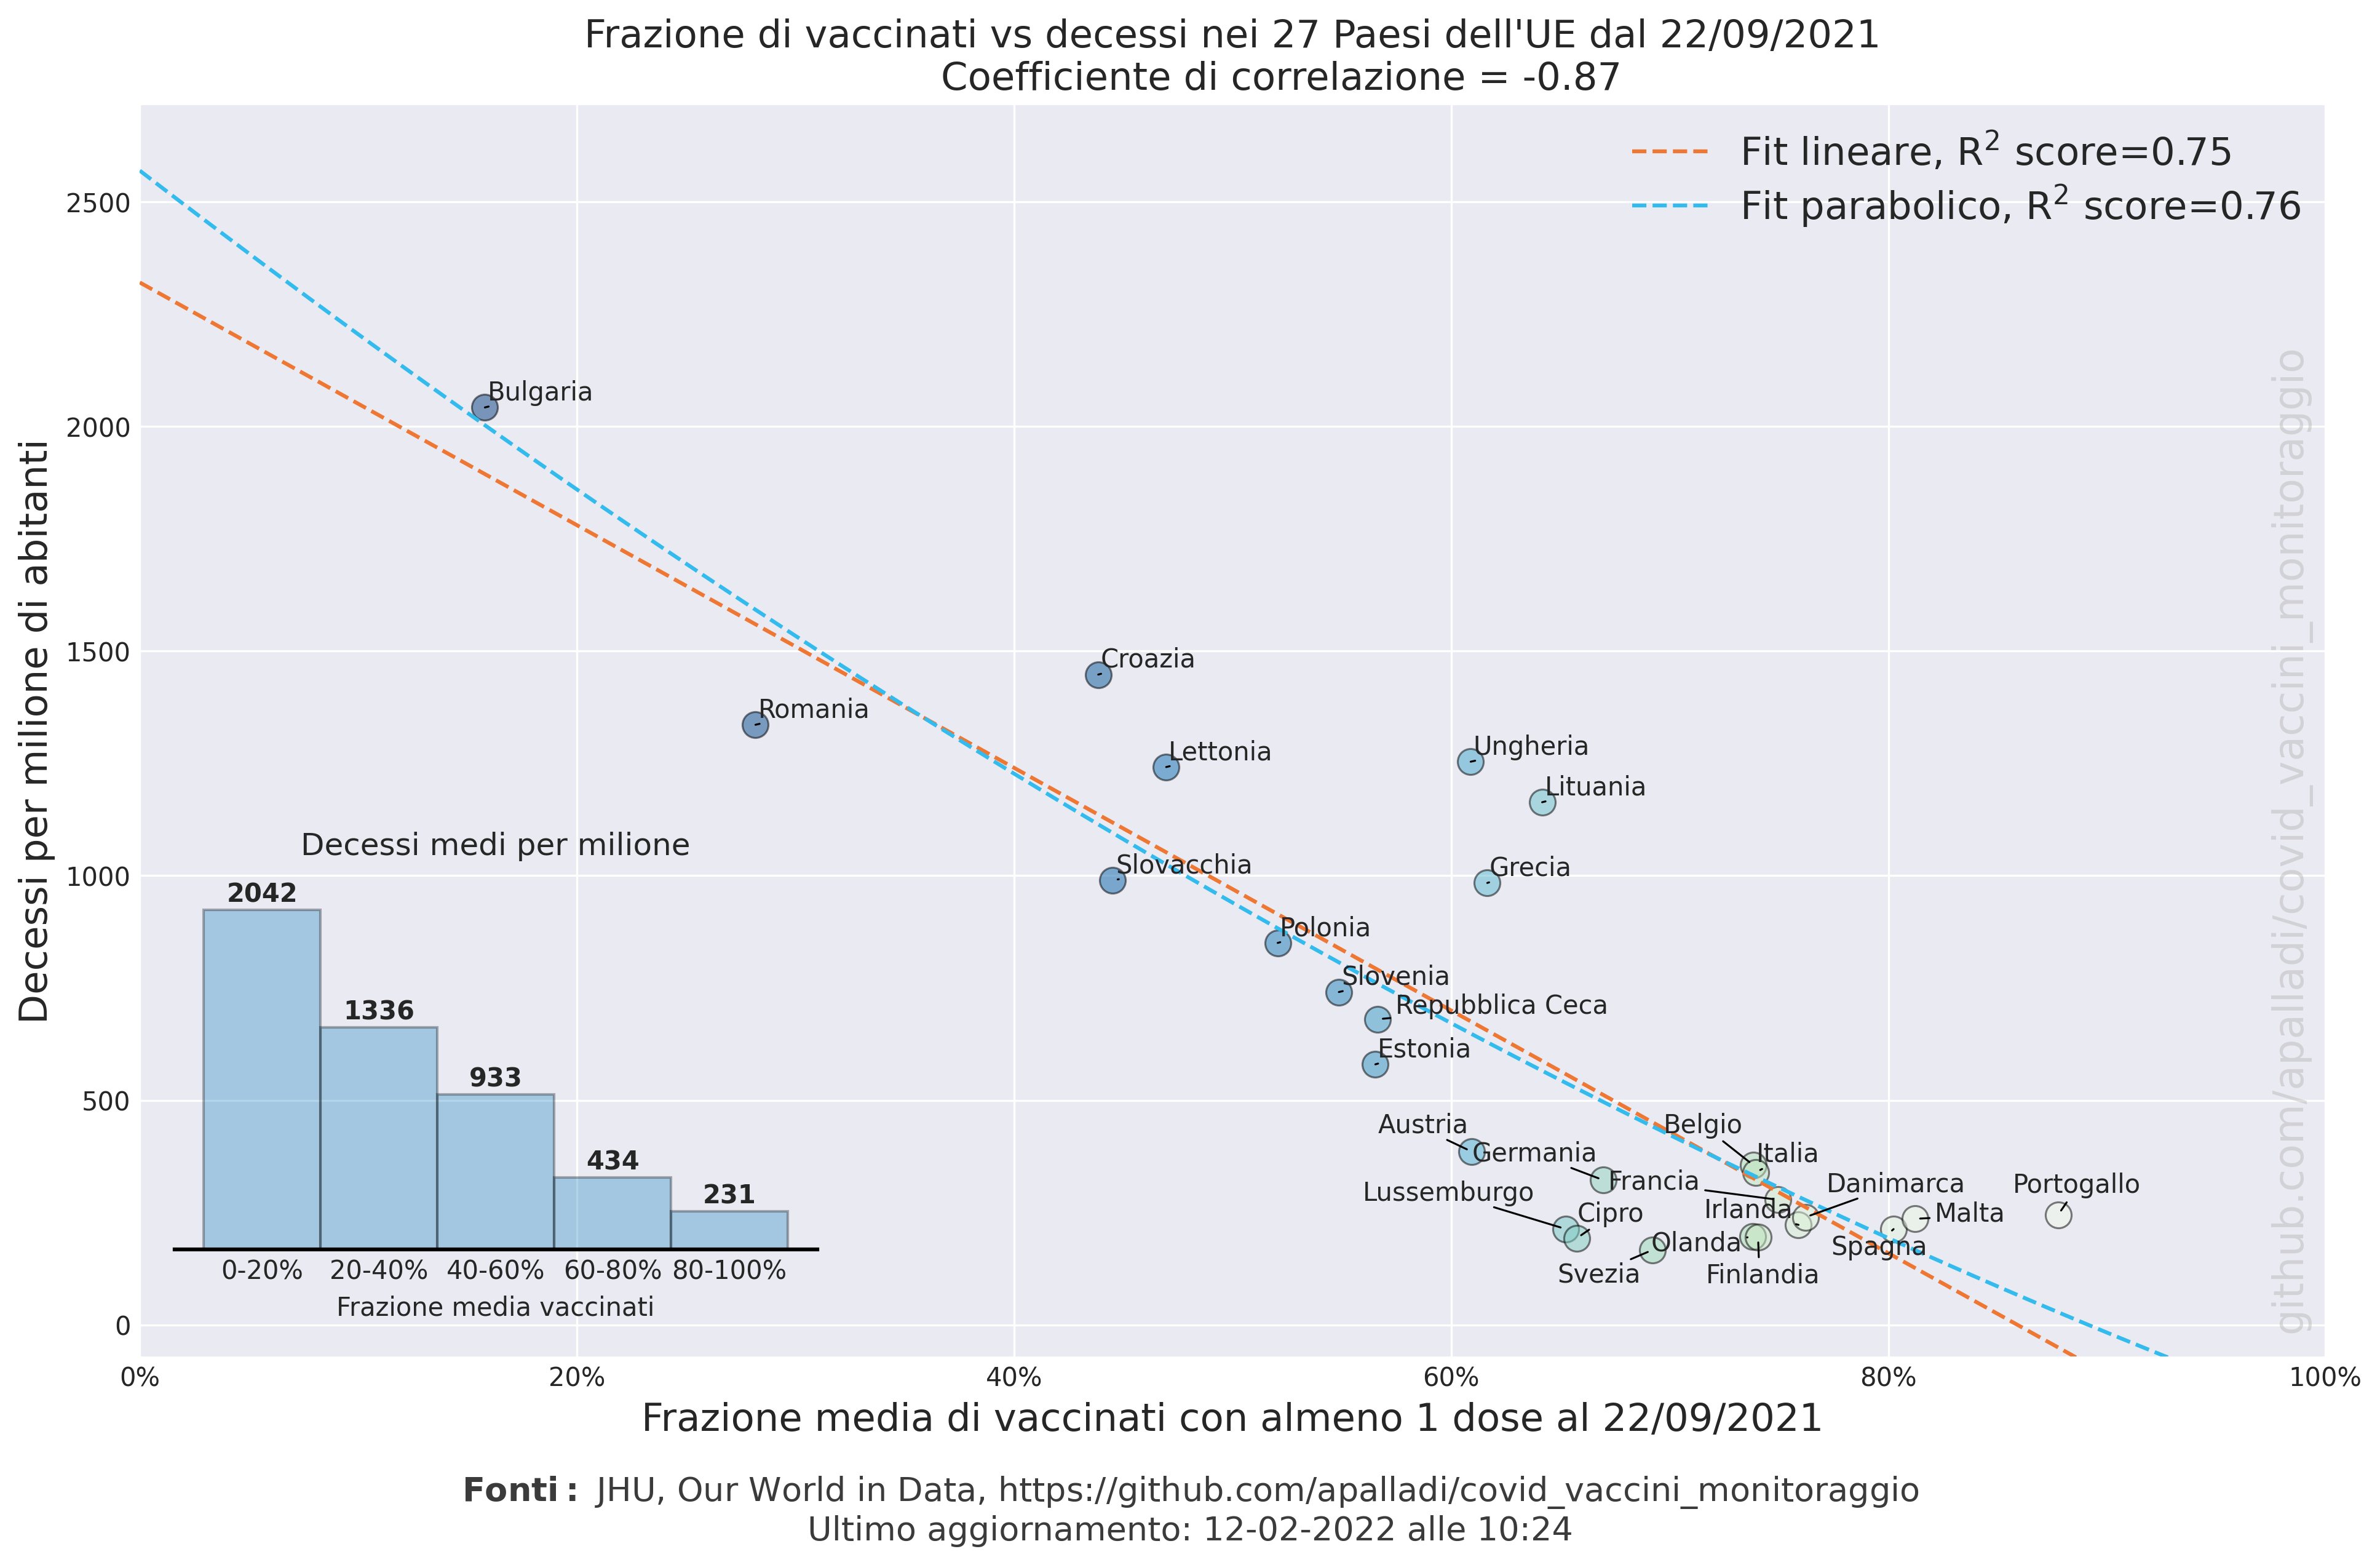 Frazione di vaccinati vs decessi nei 27 Paesi dell'UE dal 22/09/2021
Coefficiente di correlazione = -0.87
Fit lineare, R² score=0.75
Fit parabolico, R² score=0.76
Decessi per milione di abitanti
2500
2000
1500
1000
500
0
Bulgaria
Croazia
Romania
Lettonia
Ungheria
Lituania
Slovacchia
Grecia
Polonia
Slovenia
Repubblica Ceca
Estonia
Austria
Belgio
Germania
Italia
Francia
Lussemburgo
Danimarca
Portogallo
Cipro
Irlanda
Malta
Olanda
Spagna
Svezia
Finlandia
Decessi medi per milione
2042
1336
933
434
231
0-20% 20-40% 40-60% 60-80% 80-100%
Frazione media vaccinati
github.com/apalladi/covid_vaccini_monitoraggio
0% 20% 40% 60% 80% 100%
Frazione media di vaccinati con almeno 1 dose al 22/09/2021
Fonti: JHU, Our World in Data, https://github.com/apalladi/covid_vaccini_monitoraggio
Ultimo aggiornamento: 12-02-2022 alle 10:24